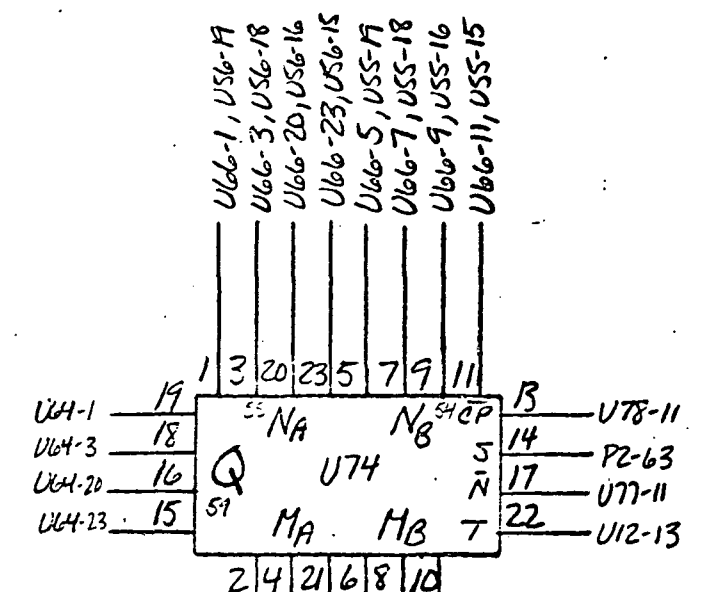 U66-1, U56-19
U66-3, U56-18
U66-20, U56-16
U66-23, U56-15
U66-5, U55-19
U66-7, U55-18
U66-9, U55-16
U66-11, U55-15
1 3 20 23 5 7 9 11
U64-1 19
U64-3 18
U64-20 16
U64-23 15
55 NA NB 54 CP
Q U74
59 MA MB
S
N
T
13 U78-11
14 P2-63
17 U77-11
22 U12-13
2 4 21 6 8 10